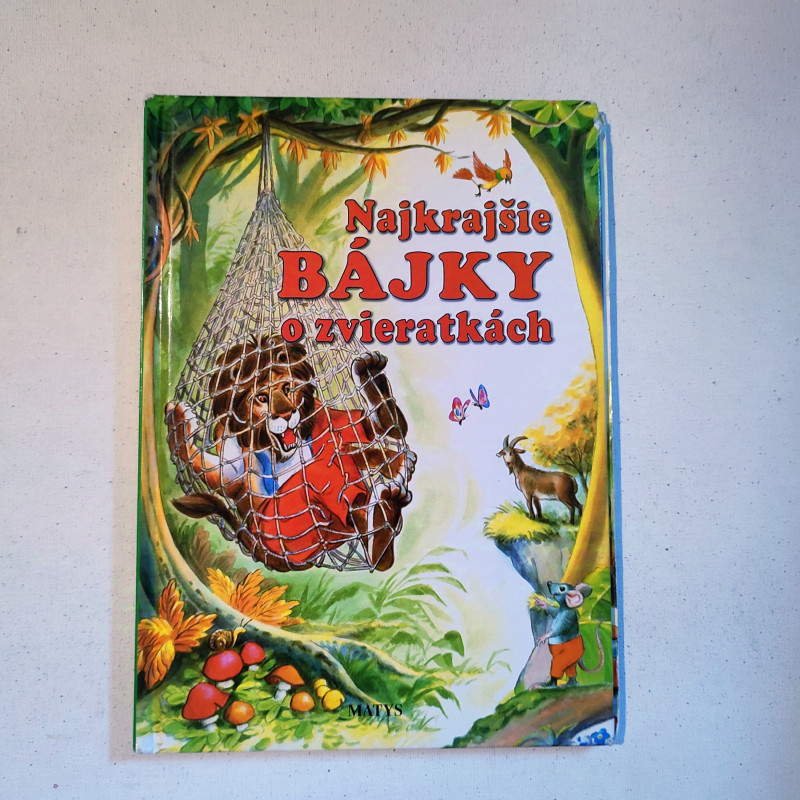 Najkrajšie
BÁJKY
o zvieratkách
MATYS